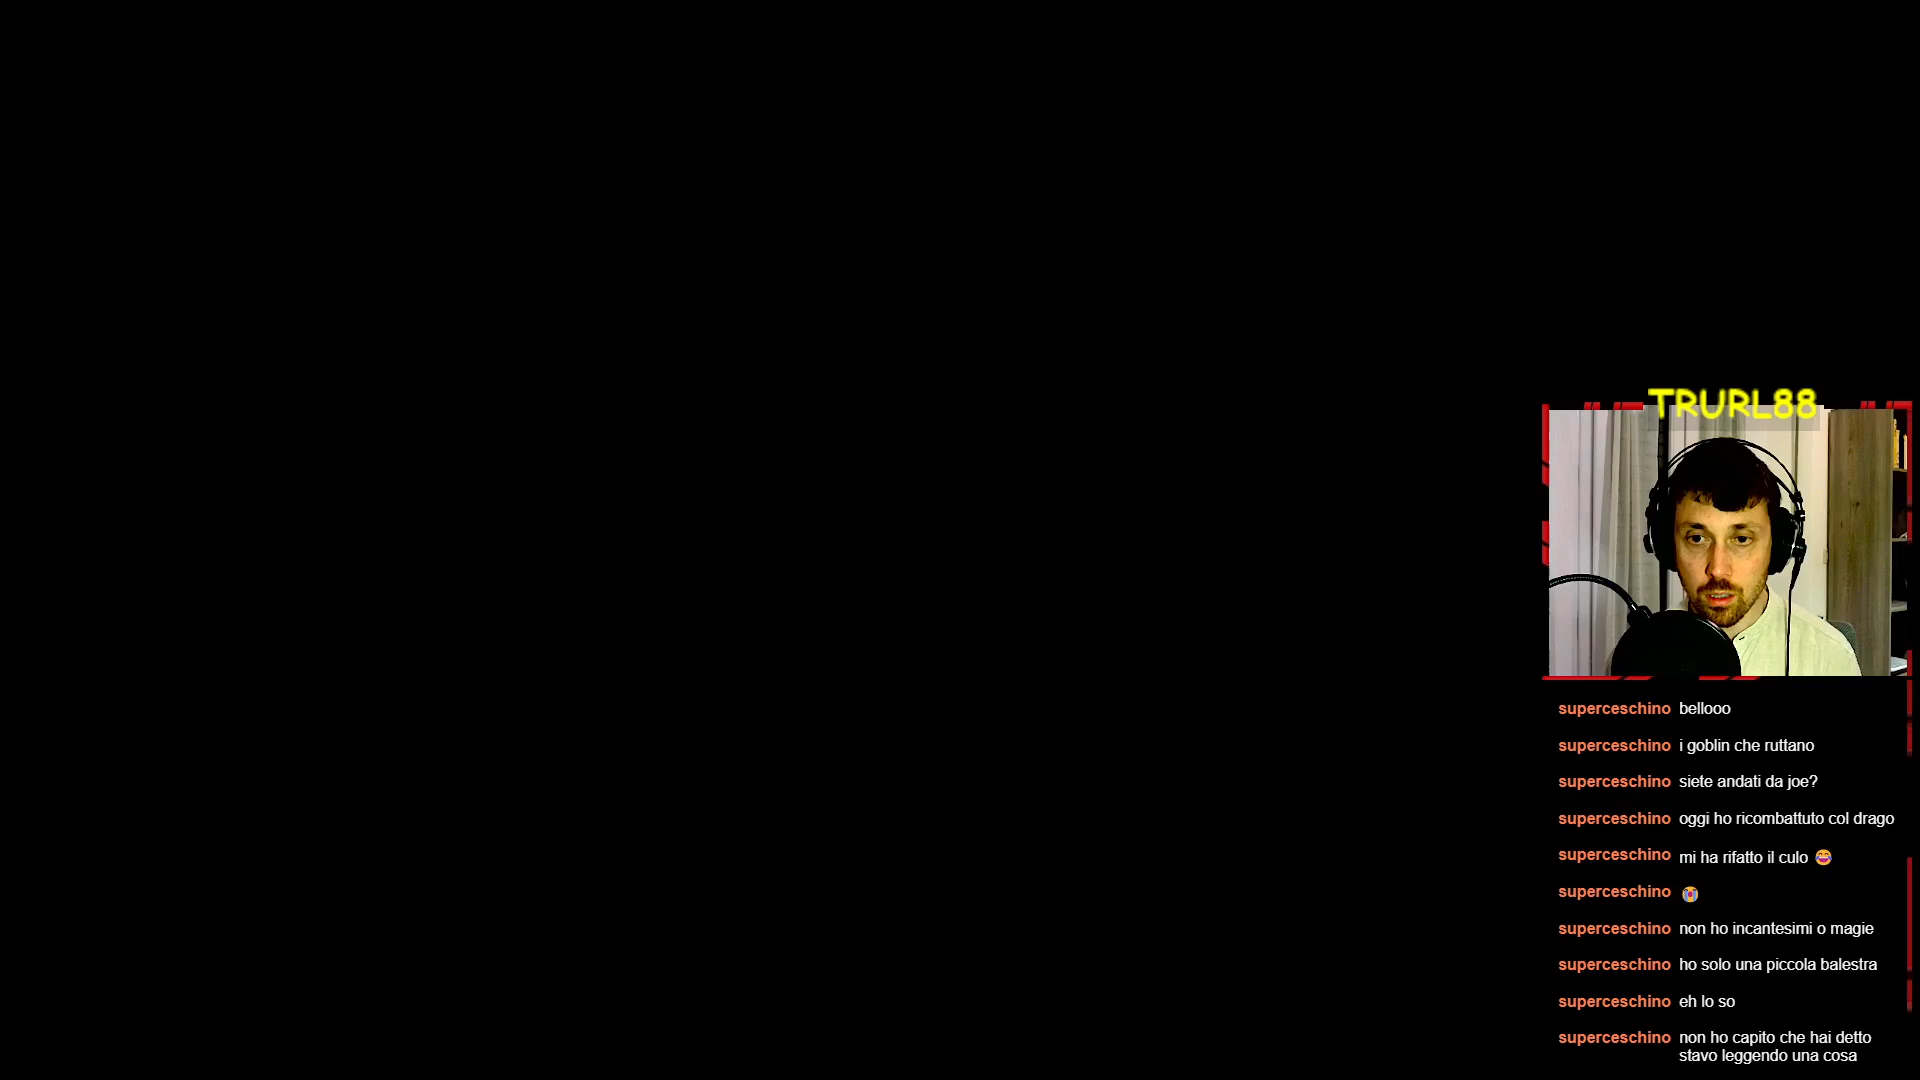 TRURL88
superceschino bellooo
superceschino i goblin che ruttano
superceschino siete andati da joe?
superceschino oggi ho ricombattuto col drago
superceschino mi ha rifatto il culo 😂
superceschino 😭
superceschino non ho incantesimi o magie
superceschino ho solo una piccola balestra
superceschino eh lo so
superceschino non ho capito che hai detto
stavo leggendo una cosa